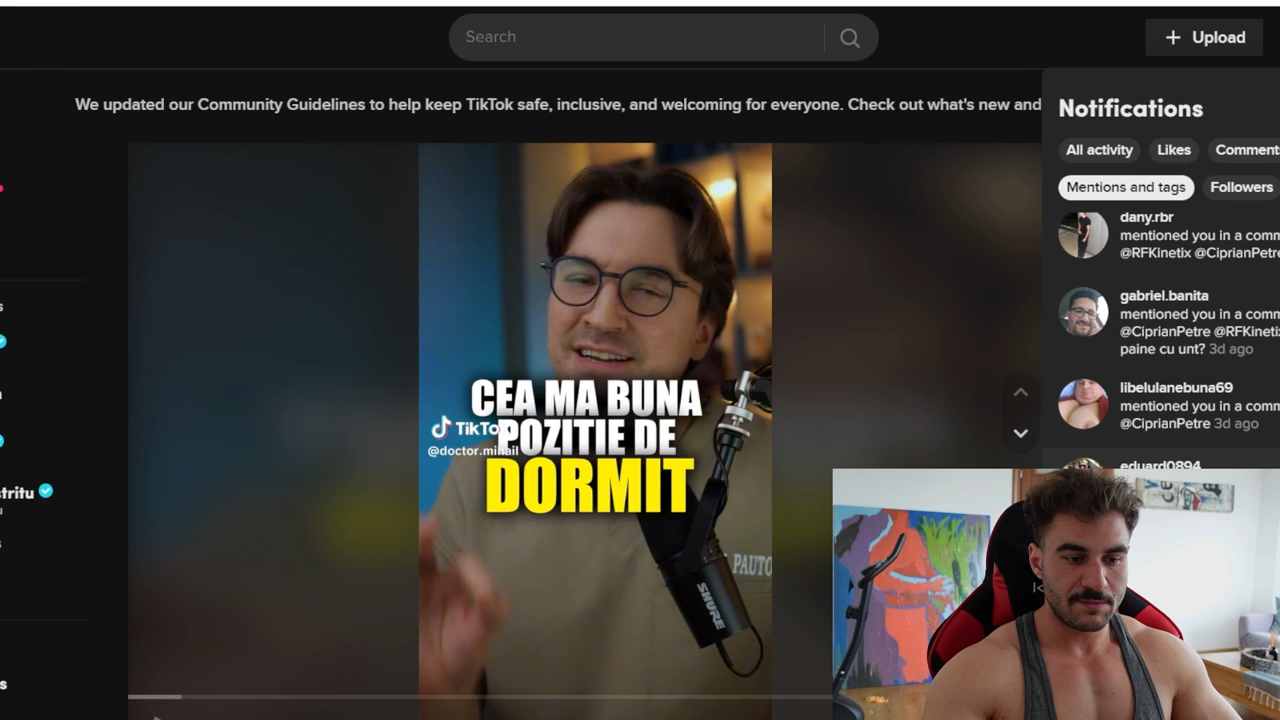 Search
Upload
We updated our Community Guidelines to help keep TikTok safe, inclusive, and welcoming for everyone. Check out what's new and
Notifications
All activity
Likes
Comment
Mentions and tags
Followers
dany.rbr
mentioned you in a comm
@RFKinetix @CiprianPetre
gabriel.banita
mentioned you in a comm
@CiprianPetre @RFKineti
paine cu unt? 3d ago
libelulanebuna69
mentioned you in a comm
@CiprianPetre 3d ago
eduard0894
CEA MA BUNA
POZITIE DE
DORMIT
TikTo
@doctor.mihail
PAUTO
SHURE
stritu